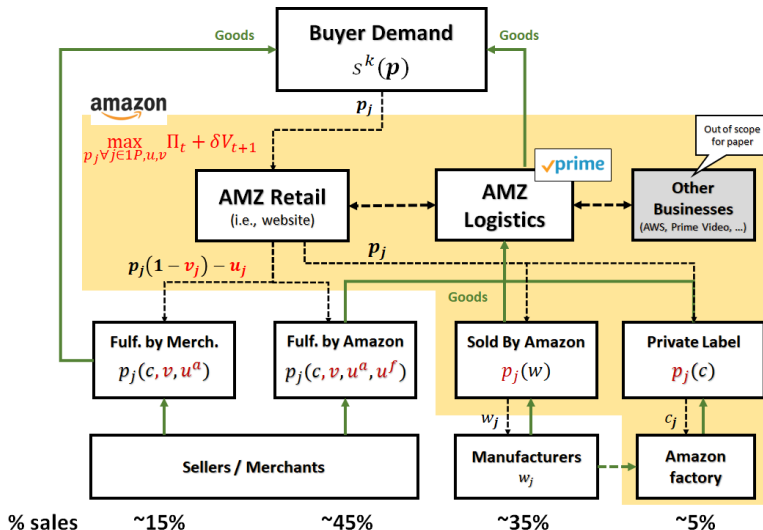 Goods
Buyer Demand
s^k(p)
Goods
p_j
amazon
max Π_t + δV_{t+1}
p_j∀j∈1P,u,v
Out of scope
for paper
prime
AMZ Retail
(i.e., website)
AMZ
Logistics
Other
Businesses
(AWS, Prime Video, ...)
p_j(1 − v_j) − u_j
p_j
Goods
Fulf. by Merch.
p_j(c, v, u^a)
Fulf. by Amazon
p_j(c, v, u^a, u^f)
Sold By Amazon
p_j(w)
Private Label
p_j(c)
w_j
c_j
Sellers / Merchants
Manufacturers
w_j
Amazon
factory
% sales ~15% ~45% ~35% ~5%